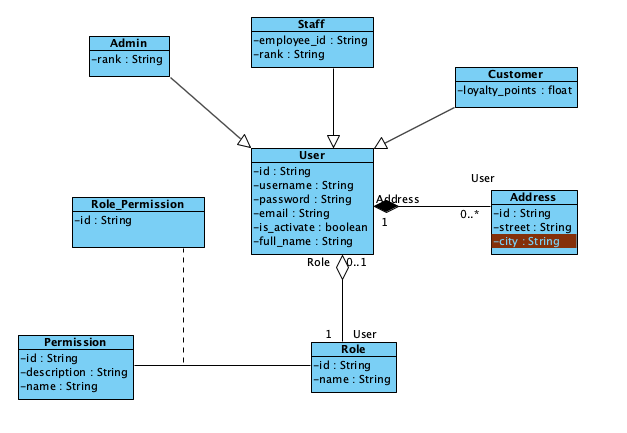 Staff
-employee_id : String
-rank : String
Admin
-rank : String
Customer
-loyalty_points : float
User
-id : String
-username : String
-password : String
-email : String
-is_activate : boolean
-full_name : String
Address
1
User
0..*
Address
-id : String
-street : String
-city : String
Role_Permission
-id : String
Role
0..1
1
User
Permission
-id : String
-description : String
-name : String
Role
-id : String
-name : String